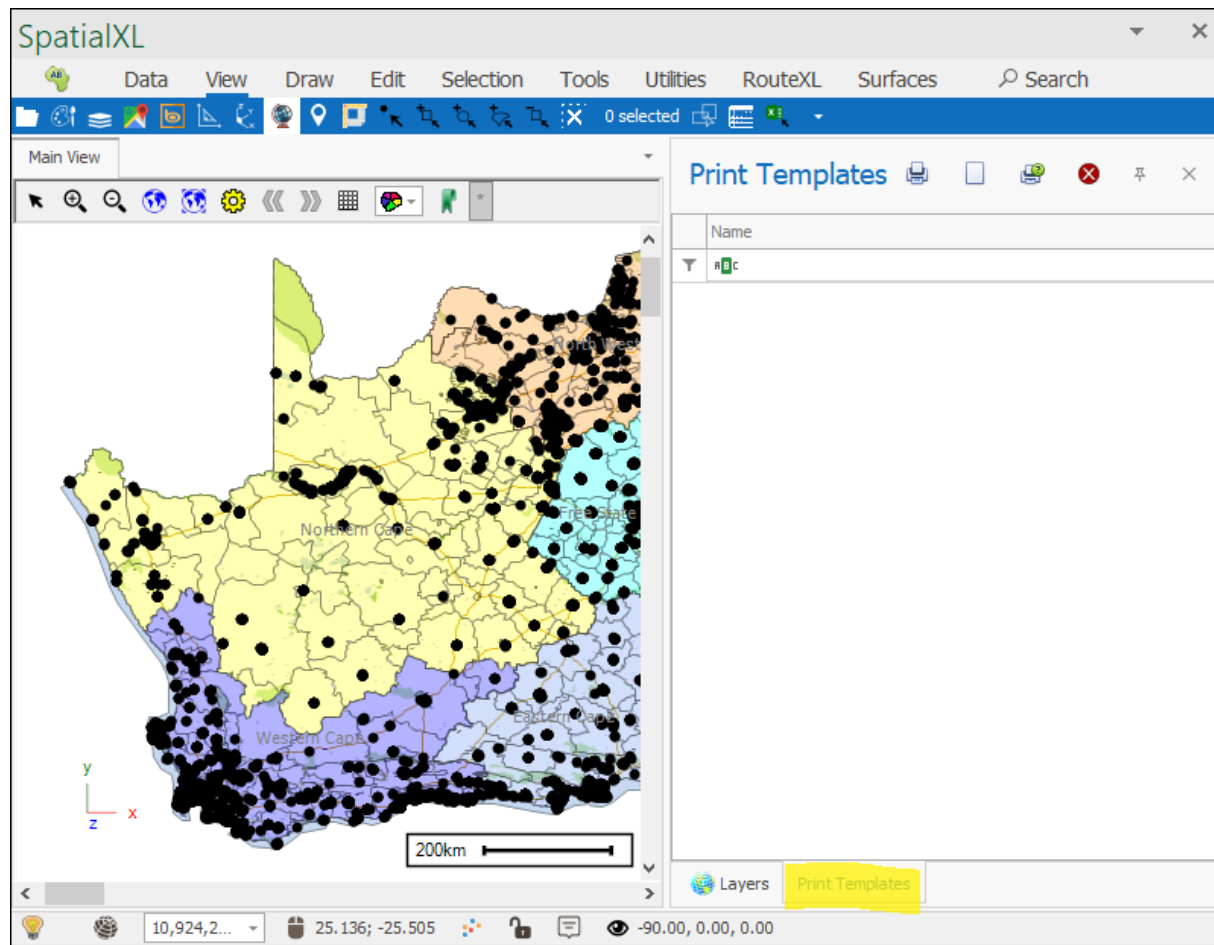 SpatialXL
AB Data View Draw Edit Selection Tools Utilities RouteXL Surfaces Search
0 selected
Main View
Print Templates
Name
ABC
North West
Free State
Northern Cape
Eastern Cape
Western Cape
y
x
z
200km
Layers Print Templates
10,924,2... 25.136; -25.505 -90.00, 0.00, 0.00